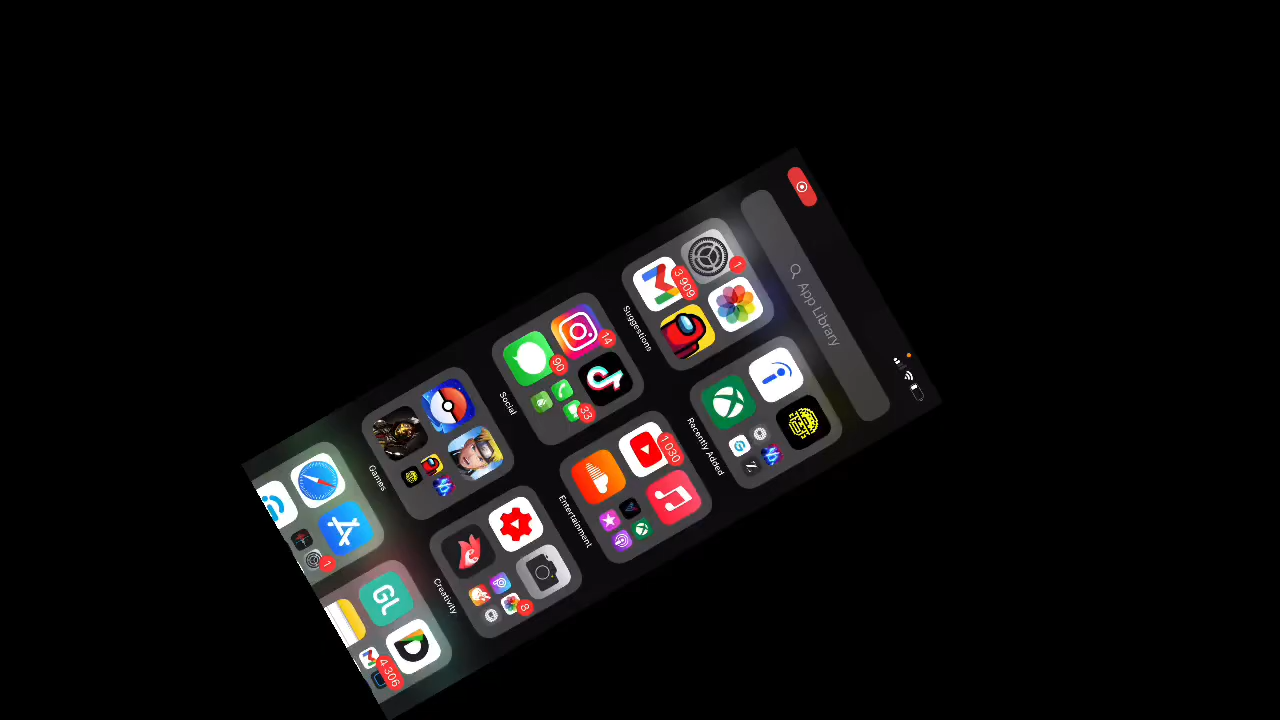 App Library
1
3 909
Suggestions
Recently Added
14
90
33
Social
1 030
Entertainment
Games
8
Creativity
1
GL
4 306